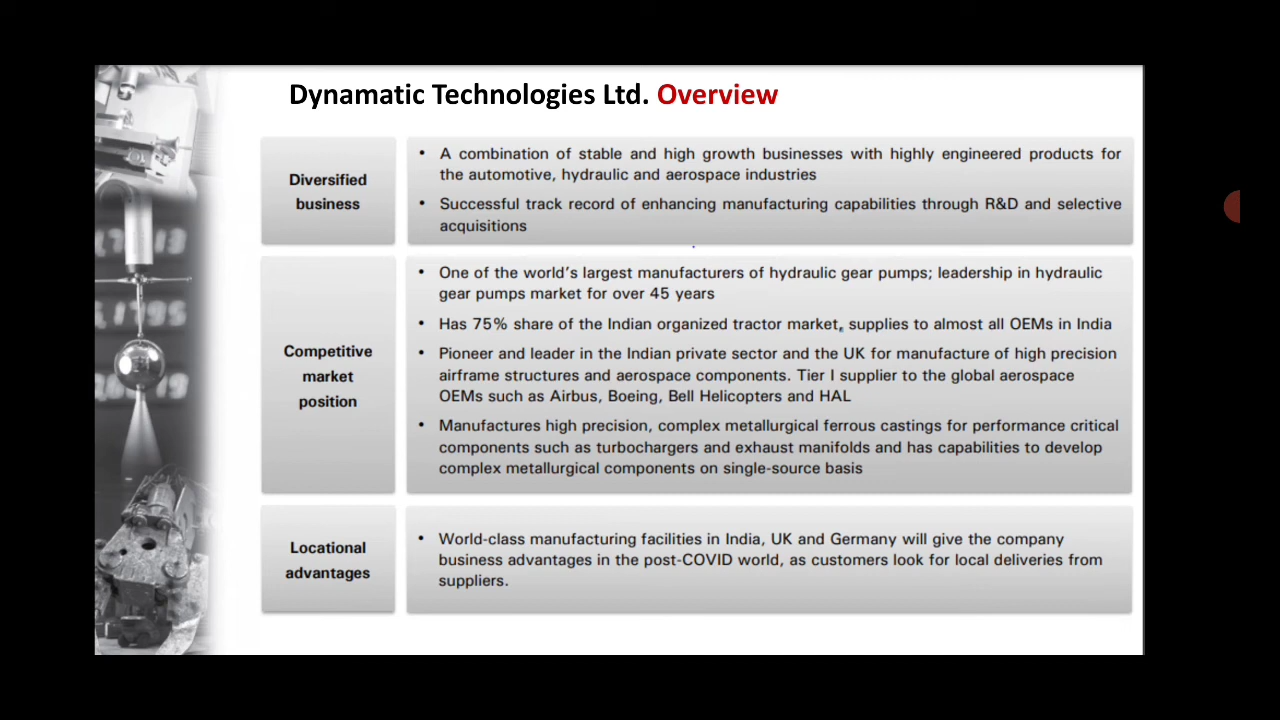 Dynamatic Technologies Ltd. Overview
Diversified
business
• A combination of stable and high growth businesses with highly engineered products for
the automotive, hydraulic and aerospace industries
• Successful track record of enhancing manufacturing capabilities through R&D and selective
acquisitions
Competitive
market
position
• One of the world's largest manufacturers of hydraulic gear pumps; leadership in hydraulic
gear pumps market for over 45 years
• Has 75% share of the Indian organized tractor market, supplies to almost all OEMs in India
• Pioneer and leader in the Indian private sector and the UK for manufacture of high precision
airframe structures and aerospace components. Tier I supplier to the global aerospace
OEMs such as Airbus, Boeing, Bell Helicopters and HAL
• Manufactures high precision, complex metallurgical ferrous castings for performance critical
components such as turbochargers and exhaust manifolds and has capabilities to develop
complex metallurgical components on single-source basis
Locational
advantages
• World-class manufacturing facilities in India, UK and Germany will give the company
business advantages in the post-COVID world, as customers look for local deliveries from
suppliers.